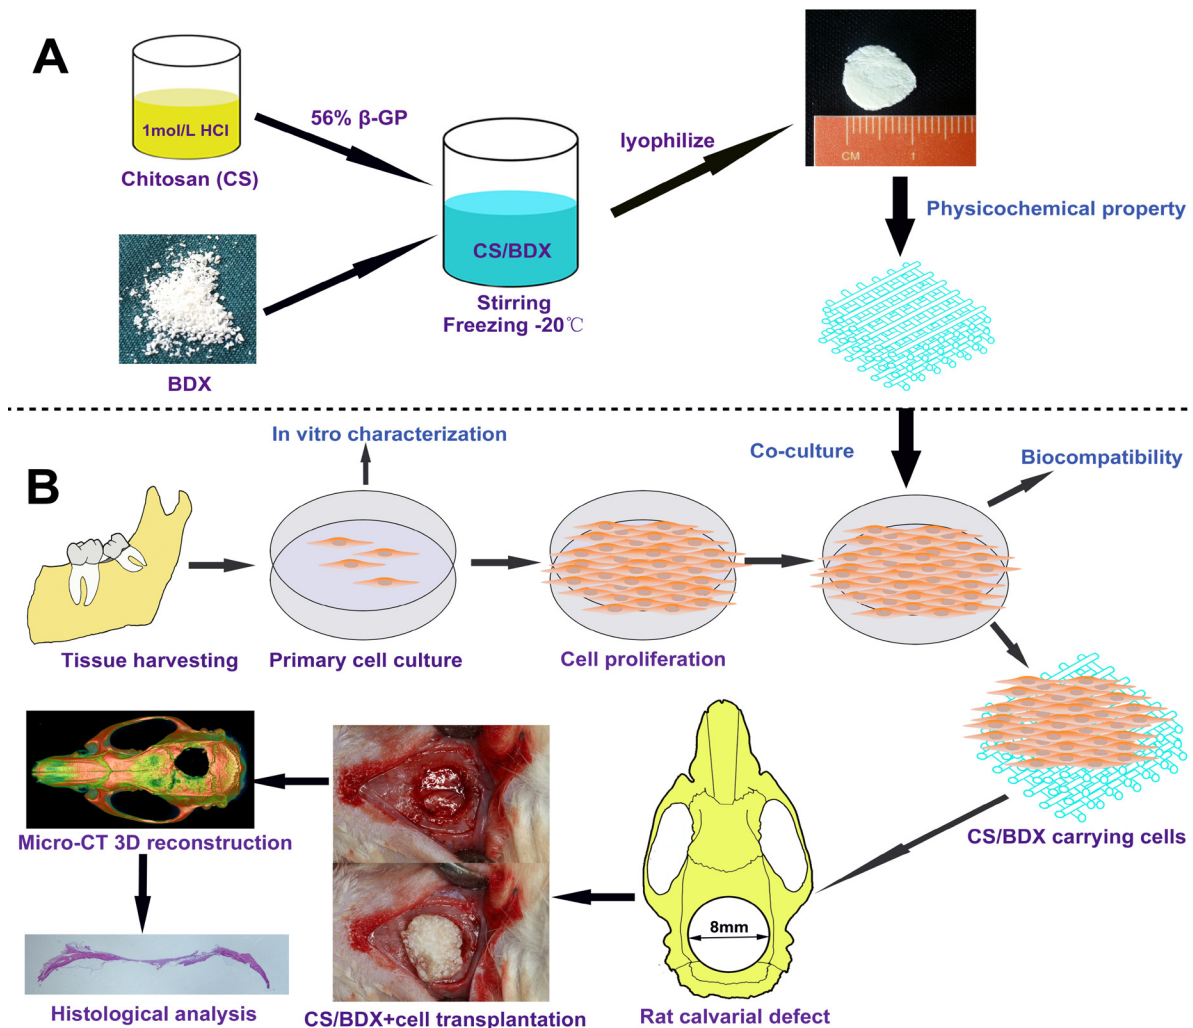 A
1mol/L HCl
Chitosan (CS)
56% β-GP
lyophilize
CM
1
Physicochemical property
CS/BDX
Stirring
Freezing -20℃
BDX
In vitro characterization
Co-culture
Biocompatibility
B
Tissue harvesting
Primary cell culture
Cell proliferation
CS/BDX carrying cells
Micro-CT 3D reconstruction
8mm
Histological analysis
CS/BDX+cell transplantation
Rat calvarial defect